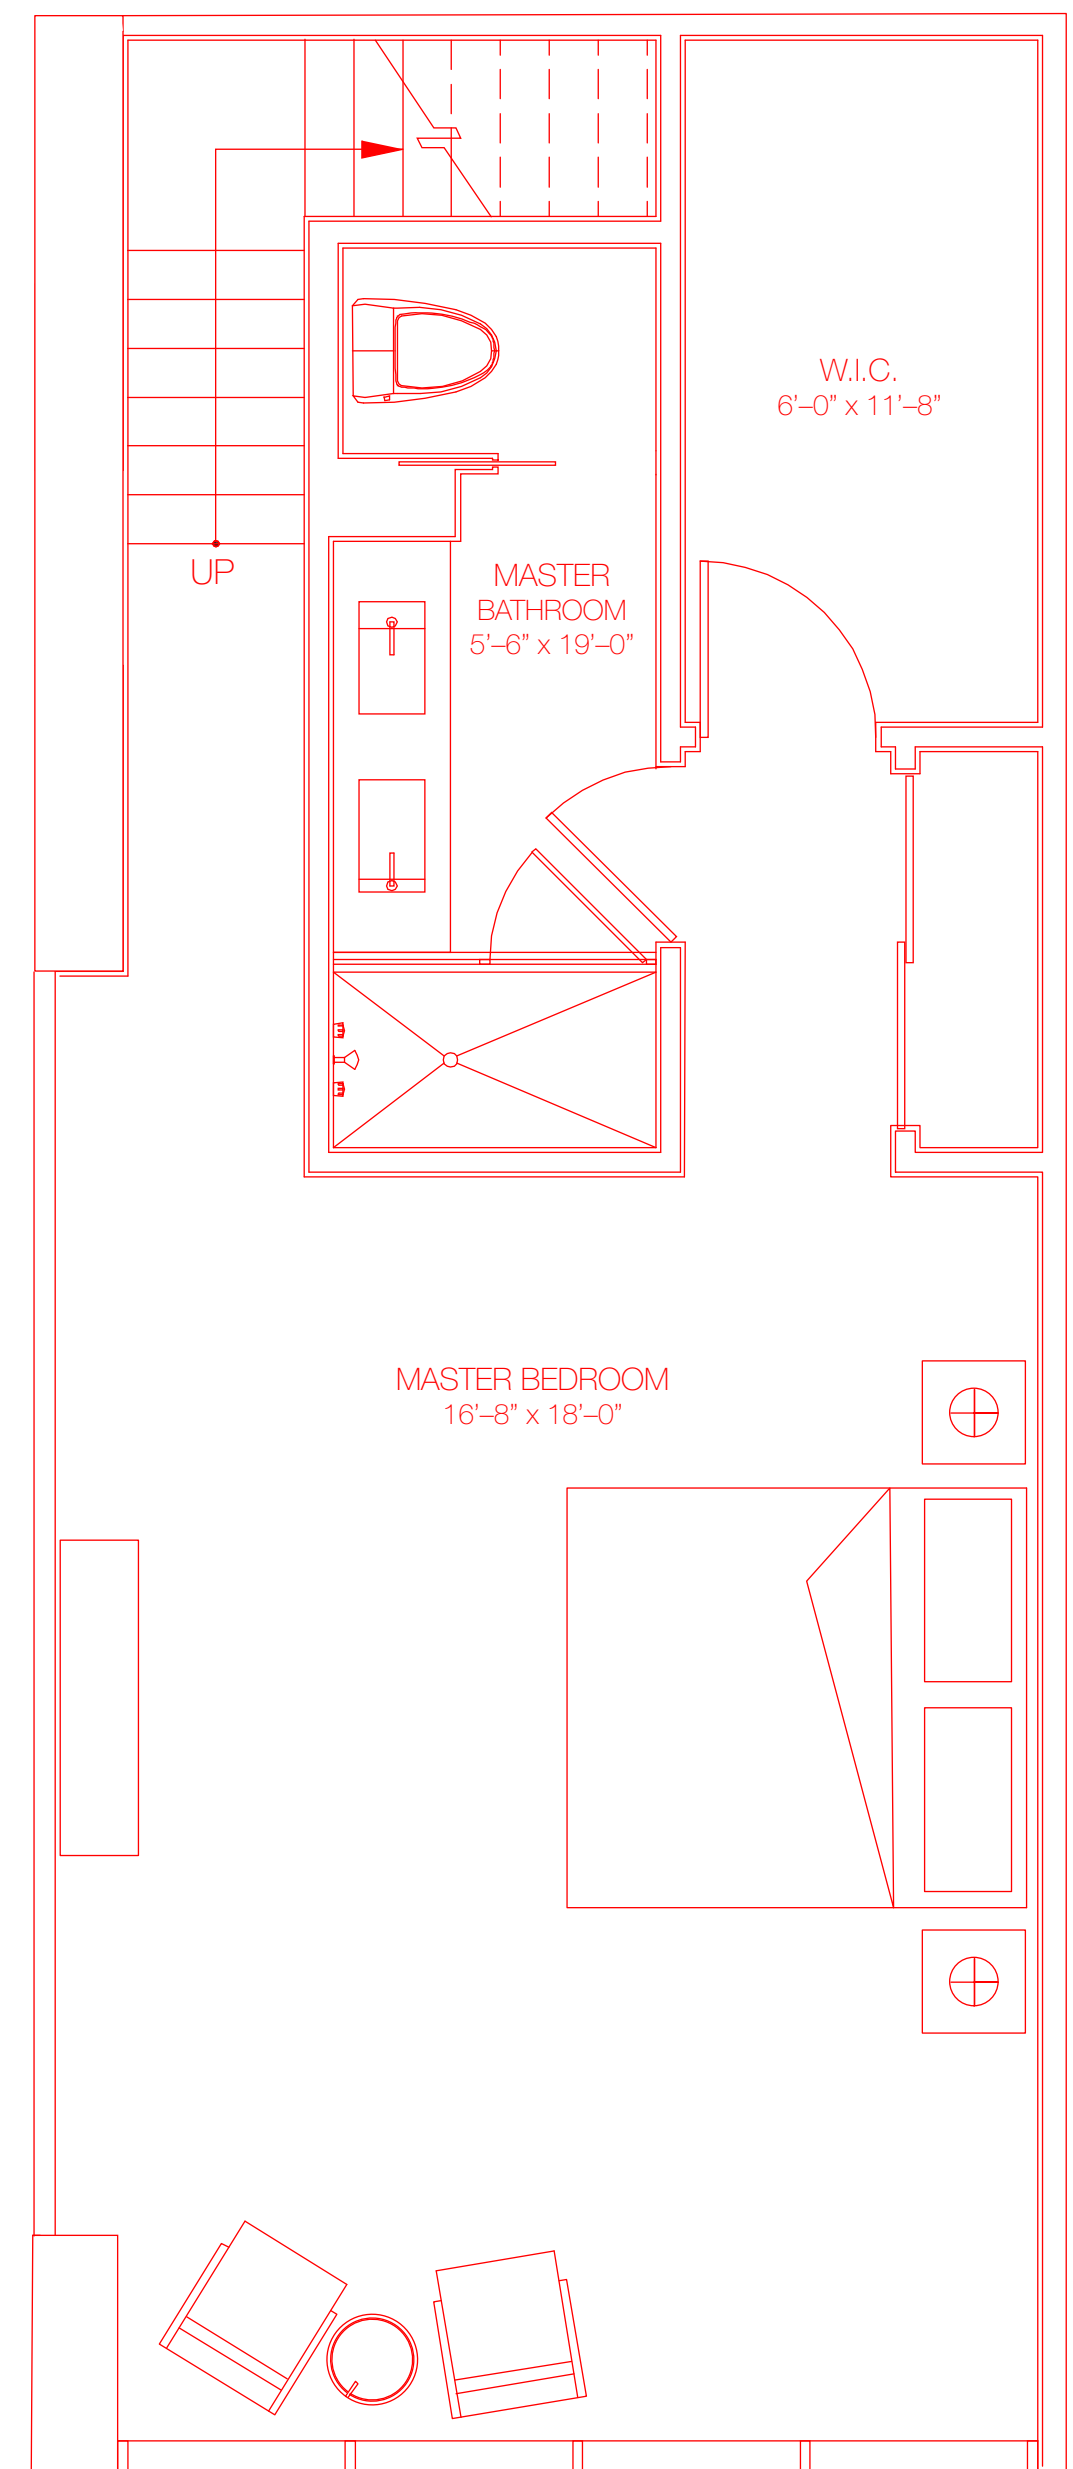 W.I.C.
6’–0” x 11’–8”
UP
MASTER
BATHROOM
5’–6” x 19’–0”
MASTER BEDROOM
16’–8” x 18’–0”